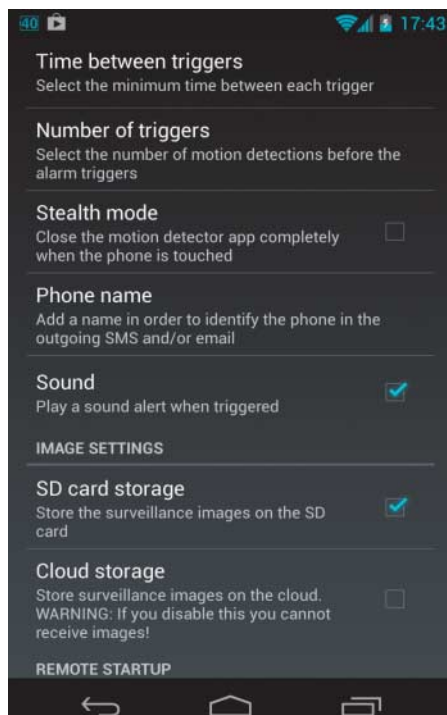 40 17:43
Time between triggers
Select the minimum time between each trigger
Number of triggers
Select the number of motion detections before the
alarm triggers
Stealth mode
Close the motion detector app completely
when the phone is touched
Phone name
Add a name in order to identify the phone in the
outgoing SMS and/or email
Sound
Play a sound alert when triggered
IMAGE SETTINGS
SD card storage
Store the surveillance images on the SD
card
Cloud storage
Store surveillance images on the cloud.
WARNING: If you disable this you cannot
receive images!
REMOTE STARTUP